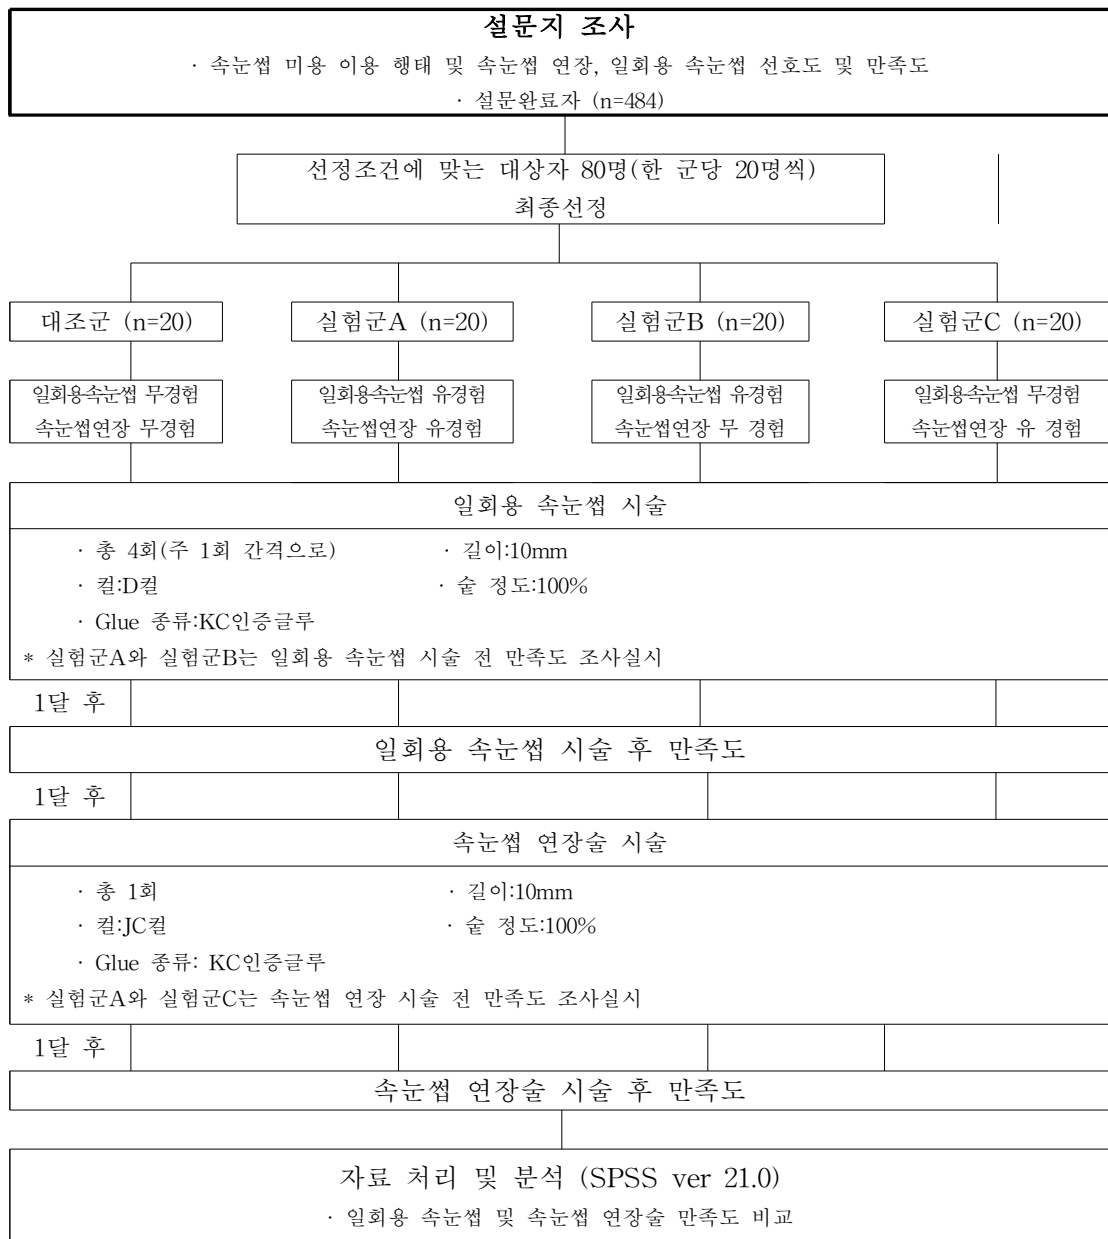 설문지 조사
· 속눈썹 미용 이용 행태 및 속눈썹 연장, 일회용 속눈썹 선호도 및 만족도
· 설문완료자 (n=484)
선정조건에 맞는 대상자 80명(한 군당 20명씩)
최종선정
대조군 (n=20)
실험군A (n=20)
실험군B (n=20)
실험군C (n=20)
일회용속눈썹 무경험
속눈썹연장 무경험
일회용속눈썹 유경험
속눈썹연장 유경험
일회용속눈썹 유경험
속눈썹연장 무 경험
일회용속눈썹 무경험
속눈썹연장 유 경험
일회용 속눈썹 시술
· 총 4회(주 1회 간격으로) · 길이:10mm
· 컬:D컬 · 숱 정도:100%
· Glue 종류:KC인증글루
* 실험군A와 실험군B는 일회용 속눈썹 시술 전 만족도 조사실시
1달 후
일회용 속눈썹 시술 후 만족도
1달 후
속눈썹 연장술 시술
· 총 1회 · 길이:10mm
· 컬:JC컬 · 숱 정도:100%
· Glue 종류: KC인증글루
* 실험군A와 실험군C는 속눈썹 연장 시술 전 만족도 조사실시
1달 후
속눈썹 연장술 시술 후 만족도
자료 처리 및 분석 (SPSS ver 21.0)
· 일회용 속눈썹 및 속눈썹 연장술 만족도 비교